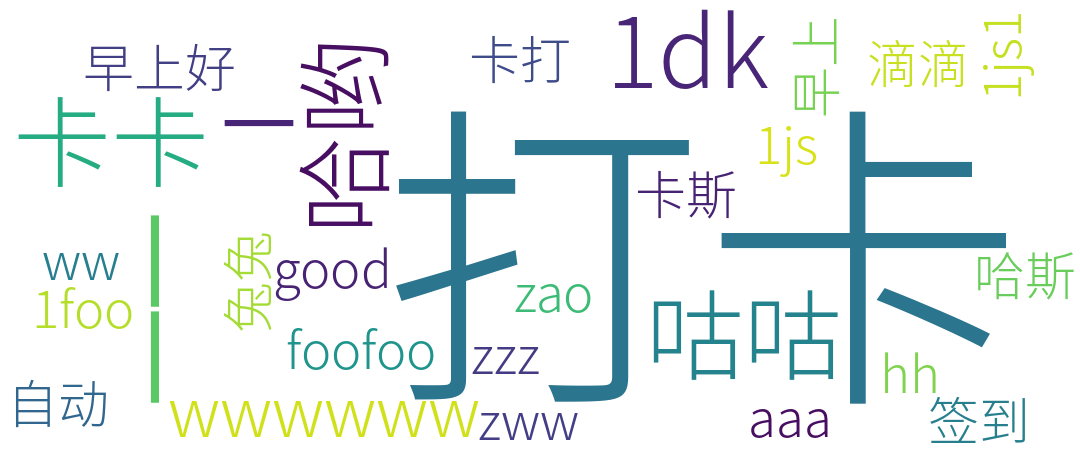 早上好
卡打
1dk
早上
滴滴
1js1
卡卡
一
哈哟
打卡
1js
卡斯
ww
1foo
兔兔
good
zao
咕咕
哈斯
foofoo
zzz
hh
自动
wwwwww
zww
aaa
签到